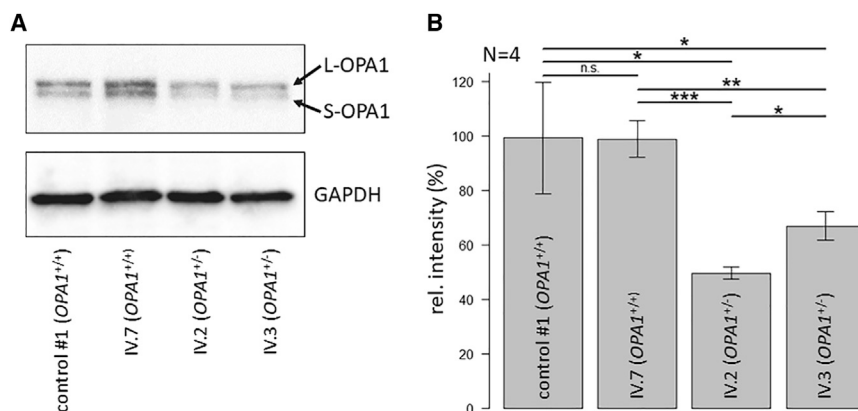 A
L-OPA1
S-OPA1
GAPDH
control #1 (OPA1+/+)
IV.7 (OPA1+/+)
IV.2 (OPA1+/-)
IV.3 (OPA1+/-)
B
N=4
*
*
n.s.
**
***
*
rel. intensity (%)
120
100
80
60
40
20
0
control #1 (OPA1+/+)
IV.7 (OPA1+/+)
IV.2 (OPA1+/-)
IV.3 (OPA1+/-)